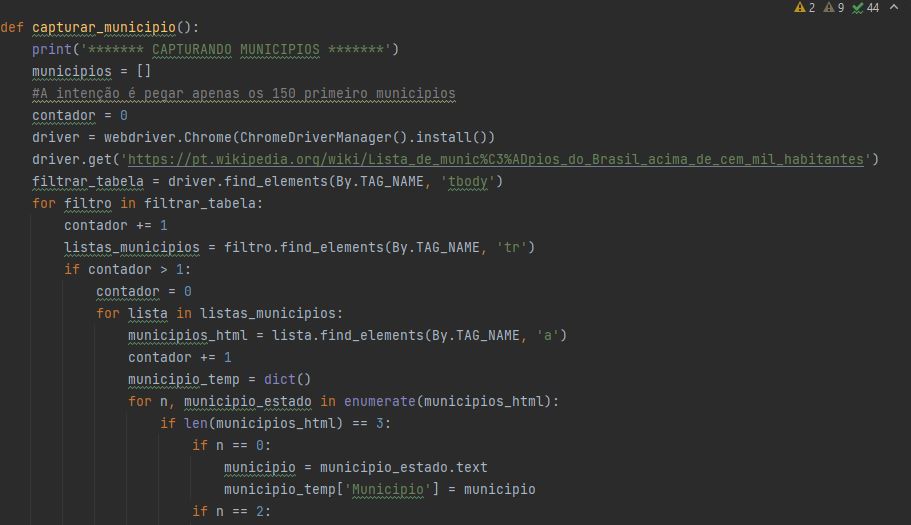 2 9 44
def capturar_municipio():
    print('******* CAPTURANDO MUNICIPIOS *******')
    municipios = []
    #A intenção é pegar apenas os 150 primeiro municipios
    contador = 0
    driver = webdriver.Chrome(ChromeDriverManager().install())
    driver.get('https://pt.wikipedia.org/wiki/Lista_de_munic%C3%ADpios_do_Brasil_acima_de_cem_mil_habitantes')
    filtrar_tabela = driver.find_elements(By.TAG_NAME, 'tbody')
    for filtro in filtrar_tabela:
        contador += 1
        listas_municipios = filtro.find_elements(By.TAG_NAME, 'tr')
        if contador > 1:
            contador = 0
            for lista in listas_municipios:
                municipios_html = lista.find_elements(By.TAG_NAME, 'a')
                contador += 1
                municipio_temp = dict()
                for n, municipio_estado in enumerate(municipios_html):
                    if len(municipios_html) == 3:
                        if n == 0:
                            municipio = municipio_estado.text
                            municipio_temp['Municipio'] = municipio
                        if n == 2: